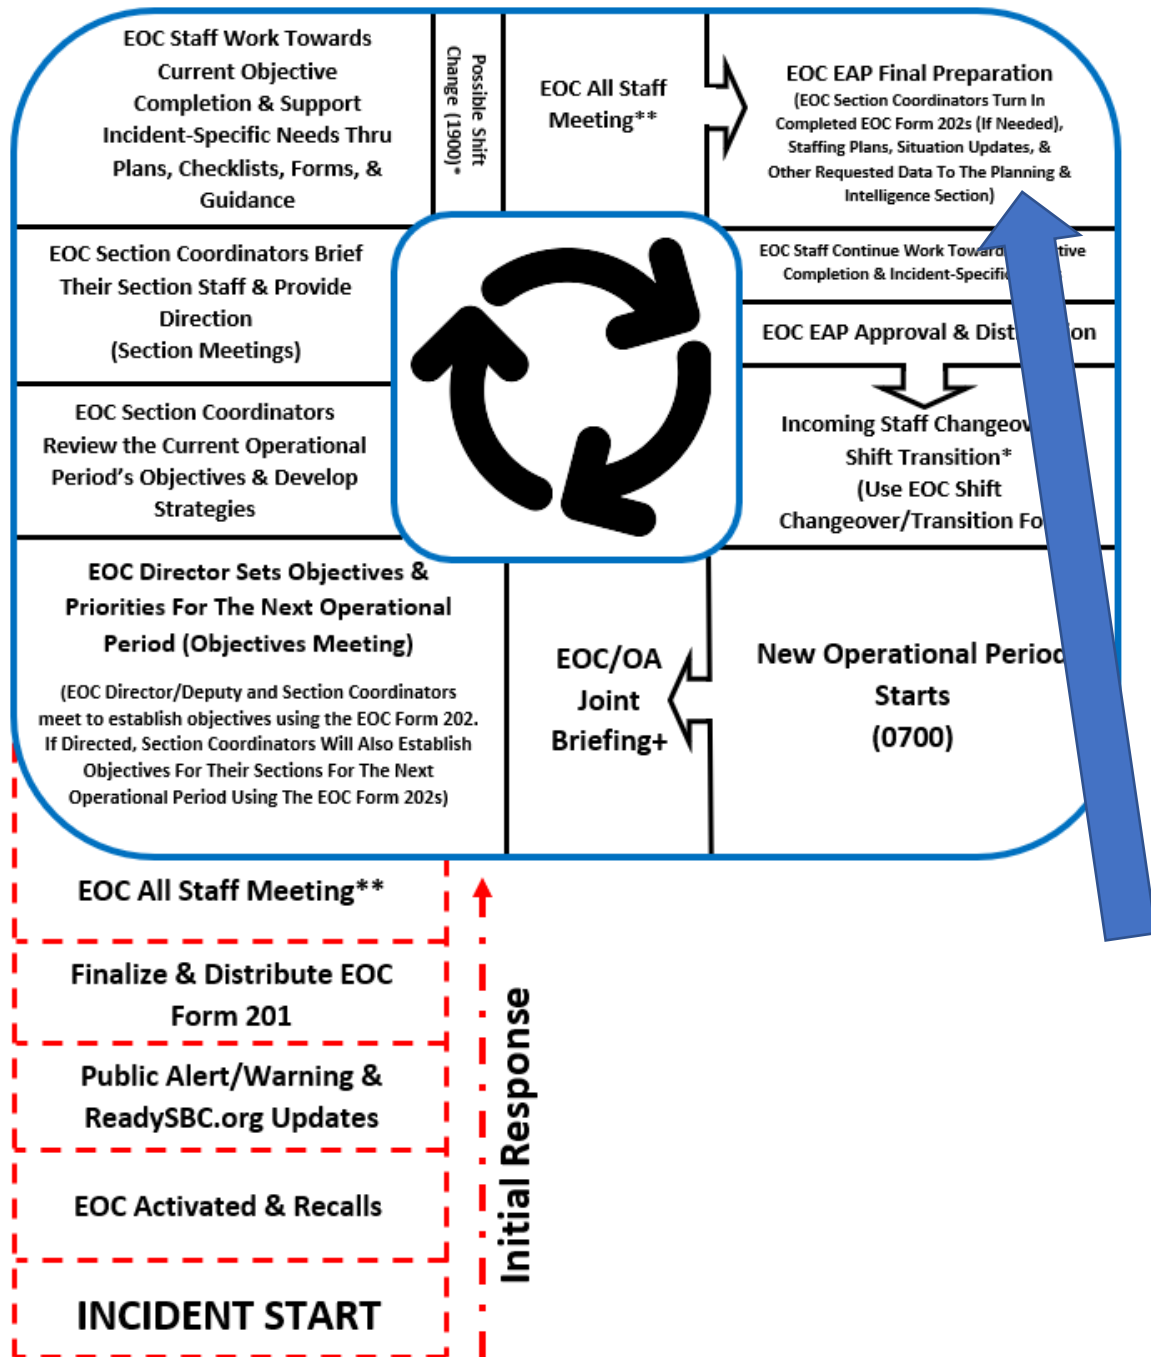 EOC Staff Work Towards
Current Objective
Completion & Support
Incident-Specific Needs Thru
Plans, Checklists, Forms, &
Guidance
Possible Shift
Change (1900)*
EOC All Staff
Meeting**
EOC EAP Final Preparation
(EOC Section Coordinators Turn In
Completed EOC Form 202s (If Needed),
Staffing Plans, Situation Updates, &
Other Requested Data To The Planning &
Intelligence Section)
EOC Section Coordinators Brief
Their Section Staff & Provide
Direction
(Section Meetings)
EOC Staff Continue Work
Completion & Incident-Specific
EOC EAP Approval &
EOC Section Coordinators
Review the Current Operational
Period's Objectives & Develop
Strategies
Incoming Staff
Shift Transition*
(Use EOC Shift
Changeover/Transition
EOC Director Sets Objectives &
Priorities For The Next Operational
Period (Objectives Meeting)
(EOC Director/Deputy and Section Coordinators
meet to establish objectives using the EOC Form 202.
If Directed, Section Coordinators Will Also Establish
Objectives For Their Sections For The Next
Operational Period Using The EOC Form 202s)
EOC/OA
Joint
Briefing+
New Operational Period
Starts
(0700)
EOC All Staff Meeting**
Finalize & Distribute EOC
Form 201
Public Alert/Warning &
ReadySBC.org Updates
EOC Activated & Recalls
INCIDENT START
Initial Response